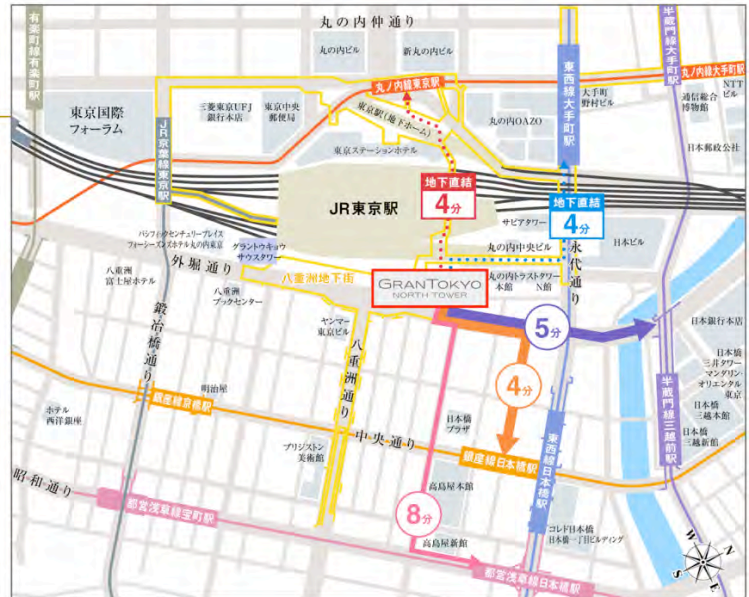 丸の内仲通り
有楽町線有楽町駅
丸の内ビル
新丸の内ビル
東西線大手町駅
半蔵門線大手町駅
丸ノ内線東京駅
丸ノ内線大手町駅
東京国際
フォーラム
三菱東京UFJ
銀行本店
東京中央
郵便局
東京駅（地下ホーム）
丸の内OAZO
大手町
野村ビル
通信総合
博物館
NTT
ビル
JR京葉線東京駅
東京ステーションホテル
日本郵政公社
JR東京駅
地下直結
4分
地下直結
4分
サピアタワー
パシフィックセンチュリープレイス
フォーシーズンズホテル丸の内東京
グラントウキョウ
サウスタワー
丸の内中央ビル
日本ビル
永代通り
外堀通り
八重洲地下街
GRANTOKYO
NORTH TOWER
丸の内トラストタワー
本館
N館
八重洲
富士屋ホテル
八重洲
ブックセンター
鍛冶橋通り
ヤンマー
東京ビル
八重洲通り
5分
日本銀行本店
日本橋
三井タワー
マンダリン・
オリエンタル
東京
4分
半蔵門線三越前駅
日本橋
三越本館
日本橋
三越新館
明治屋
銀座線京橋駅
ホテル
西洋銀座
中央通り
日本橋
プラザ
銀座線日本橋駅
東西線日本橋駅
ブリジストン
美術館
昭和通り
高島屋本館
8分
都営浅草線宝町駅
高島屋新館
コレド日本橋
日本橋一丁目ビルディング
都営浅草線日本橋駅
W
N
S
E